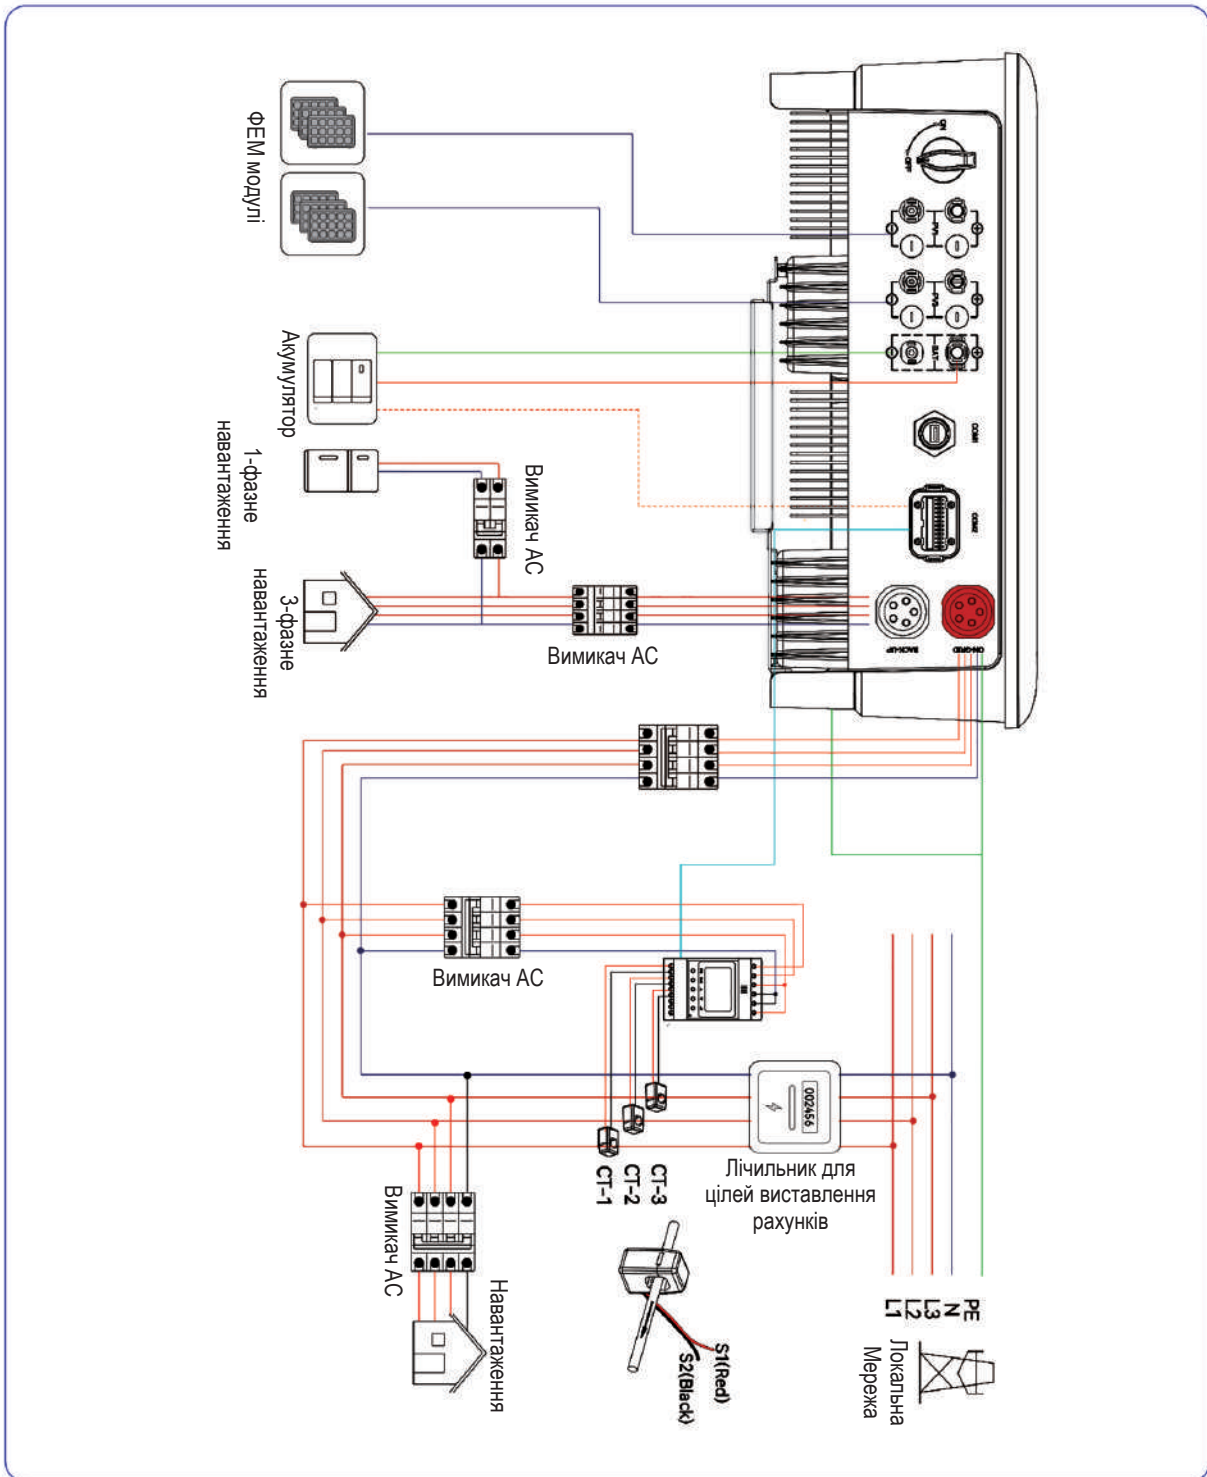 ФЕМ модулі
Акумулятор
1-фазне
навантаження
3-фазне
навантаження
Вимикач АС
Вимикач АС
ON
OFF
PV1
PV2
BAT
COM1
COM2
BACK-UP
ON-GRID
Вимикач АС
002456
Лічильник для
цілей виставлення
рахунків
CT-1
CT-2
CT-3
Вимикач АС
Навантаження
S1(Red)
S2(Black)
L1
L2
L3
N
PE
Локальна
Мережа